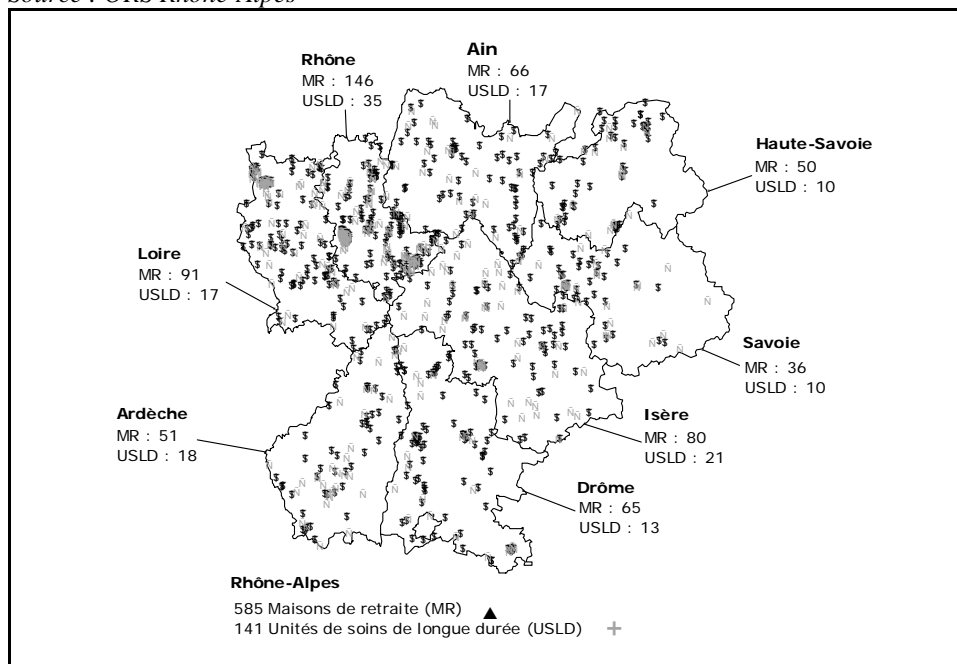 Source : ORS Rhône-Alpes
Rhône
MR : 146
USLD : 35
Ain
MR : 66
USLD : 17
Haute-Savoie
MR : 50
USLD : 10
Loire
MR : 91
USLD : 17
Savoie
MR : 36
USLD : 10
Ardèche
MR : 51
USLD : 18
Isère
MR : 80
USLD : 21
Drôme
MR : 65
USLD : 13
Rhône-Alpes
585 Maisons de retraite (MR)
141 Unités de soins de longue durée (USLD)